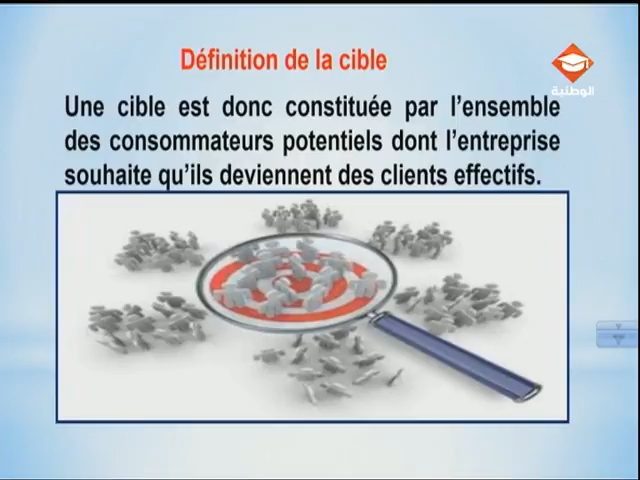 Définition de la cible
الوطنية
Une cible est donc constituée par l'ensemble
des consommateurs potentiels dont l'entreprise
souhaite qu'ils deviennent des clients effectifs.